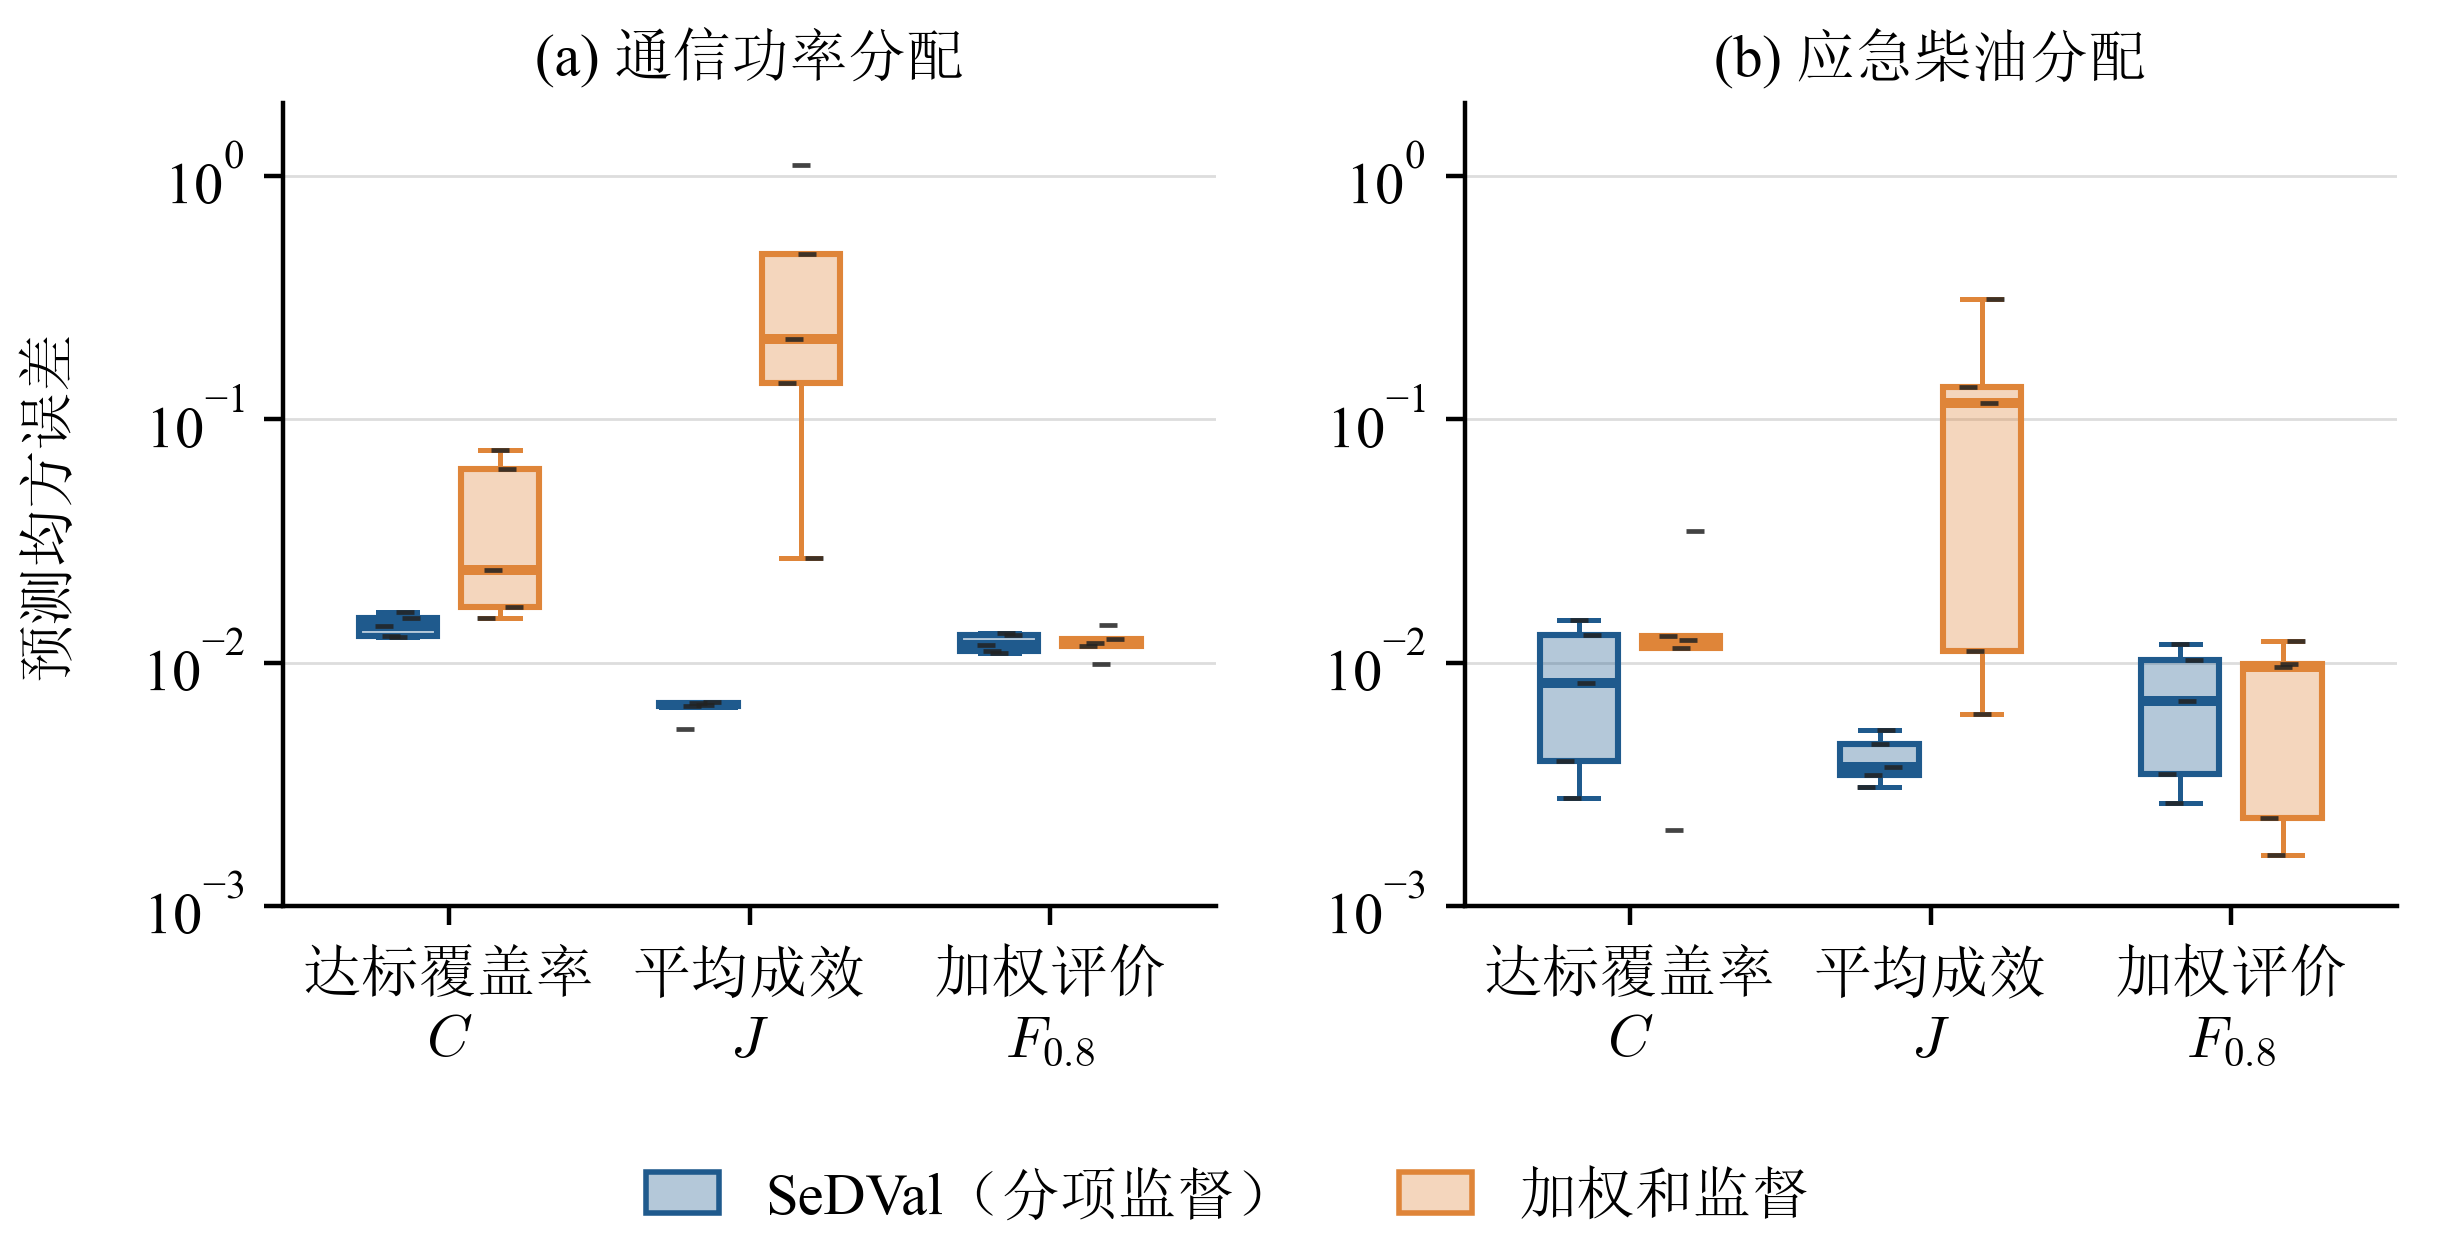 (a) 通信功率分配
(b) 应急柴油分配
预测均方误差
10^0
10^−1
10^−2
10^−3
10^0
10^−1
10^−2
10^−3
达标覆盖率
C
平均成效
J
加权评价
F_0.8
达标覆盖率
C
平均成效
J
加权评价
F_0.8
SeDVal（分项监督）
加权和监督